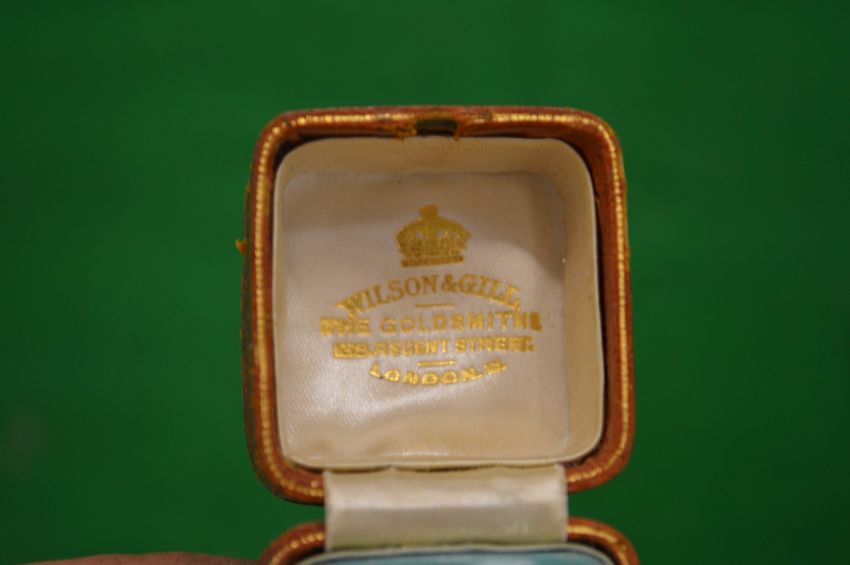 WILSON & GILL,
THE GOLDSMITHS,
REGENT STREET.
LONDON.W.